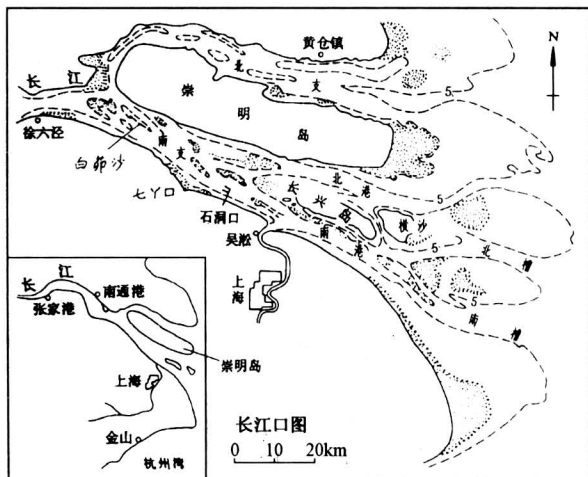 黄仓镇
N
长 江
北 支
5
崇 明 岛
徐六泾
白茆沙
南 支
七丫口
石洞口
北 港
长 兴 岛
横 沙
5
5
北 槽
吴淞
南 港
上海
5
南 槽
长江口图
0 10 20km
长 江
南通港
张家港
崇明岛
上海
金山
杭州湾